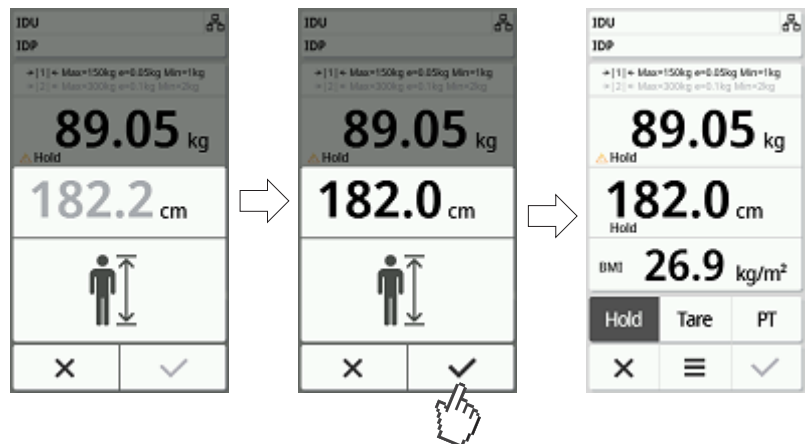 IDU
IDP
→|1|← Max=150kg e=0.05kg Min=1kg
→|2|← Max=300kg e=0.1kg Min=2kg
89.05 kg
Hold
182.2 cm
IDU
IDP
→|1|← Max=150kg e=0.05kg Min=1kg
→|2|← Max=300kg e=0.1kg Min=2kg
89.05 kg
Hold
182.0 cm
IDU
IDP
→|1|← Max=150kg e=0.05kg Min=1kg
→|2|← Max=300kg e=0.1kg Min=2kg
89.05 kg
Hold
182.0 cm
Hold
BMI 26.9 kg/m²
Hold Tare PT